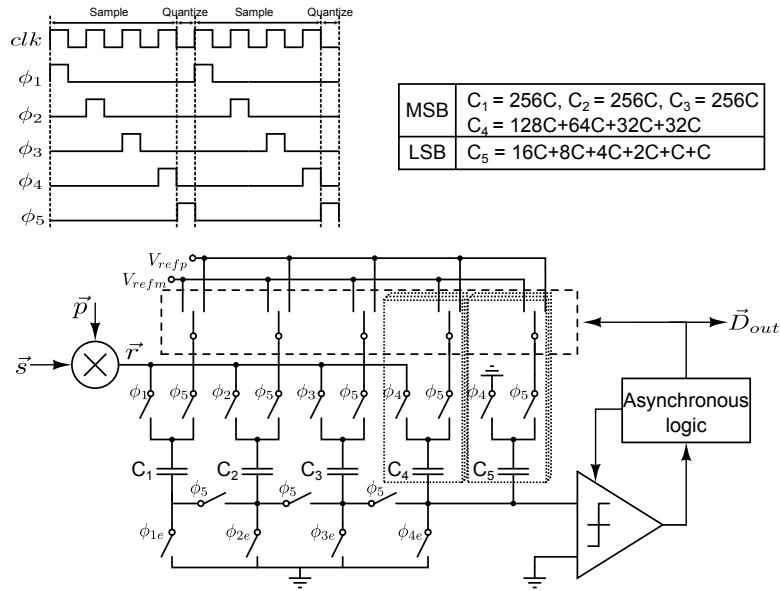 Sample Quantize Sample Quantize
clk
ϕ1
ϕ2
ϕ3
ϕ4
ϕ5
MSB C1 = 256C, C2 = 256C, C3 = 256C
C4 = 128C+64C+32C+32C
LSB C5 = 16C+8C+4C+2C+C+C
Vrefp
Vrefm
p⃗
s⃗ r⃗
D⃗out
ϕ1 ϕ5 ϕ2 ϕ5 ϕ3 ϕ5 ϕ4 ϕ5 ϕ4 ϕ5
Asynchronous
logic
C1 C2 C3 C4 C5
ϕ5 ϕ5 ϕ5
ϕ1e ϕ2e ϕ3e ϕ4e